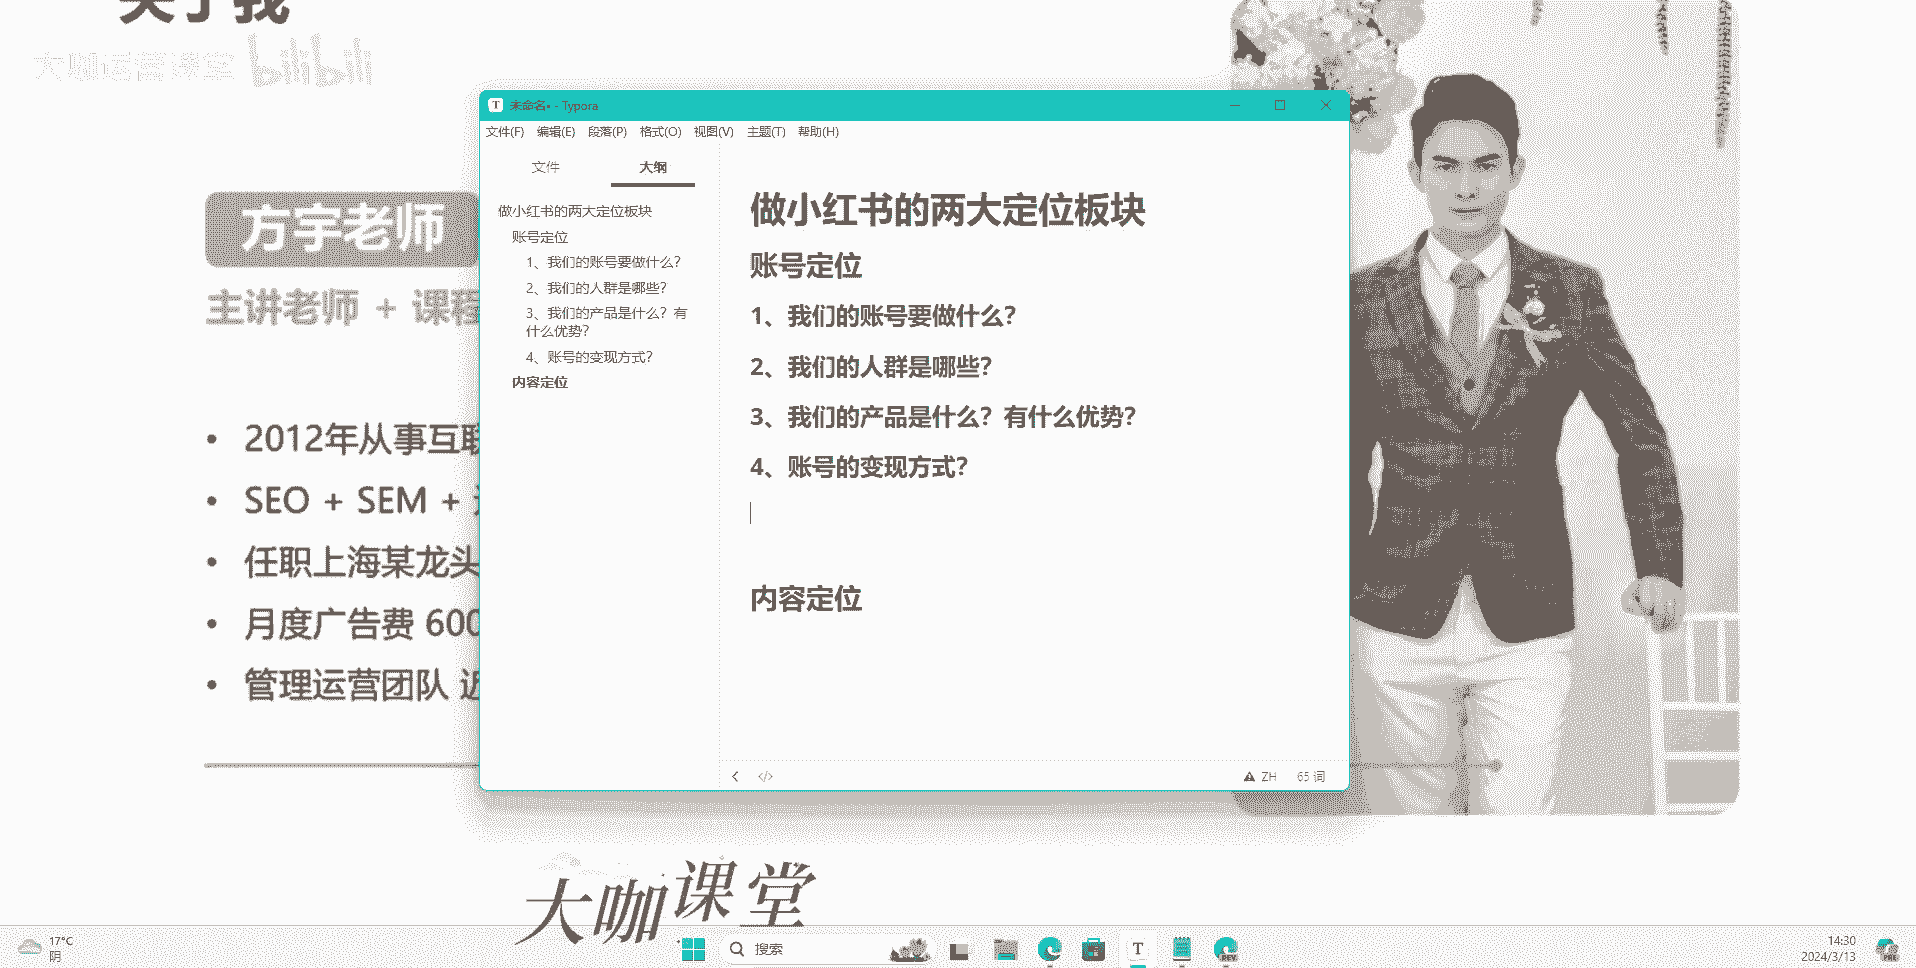 关于我
大咖运营课堂 bilibili
方宇老师
主讲老师 + 课程
2012年从事互联
SEO + SEM +
任职上海某龙头
月度广告费 600
管理运营团队 近
未命名• - Typora
文件(F) 编辑(E) 段落(P) 格式(O) 视图(V) 主题(T) 帮助(H)
文件 大纲
做小红书的两大定位板块
账号定位
1、我们的账号要做什么?
2、我们的人群是哪些?
3、我们的产品是什么？有
什么优势?
4、账号的变现方式?
内容定位
做小红书的两大定位板块
账号定位
1、我们的账号要做什么?
2、我们的人群是哪些?
3、我们的产品是什么？有什么优势?
4、账号的变现方式?
内容定位
</> ZH 65 词
大咖课堂
17°C
阴
搜索
14:30
2024/3/13